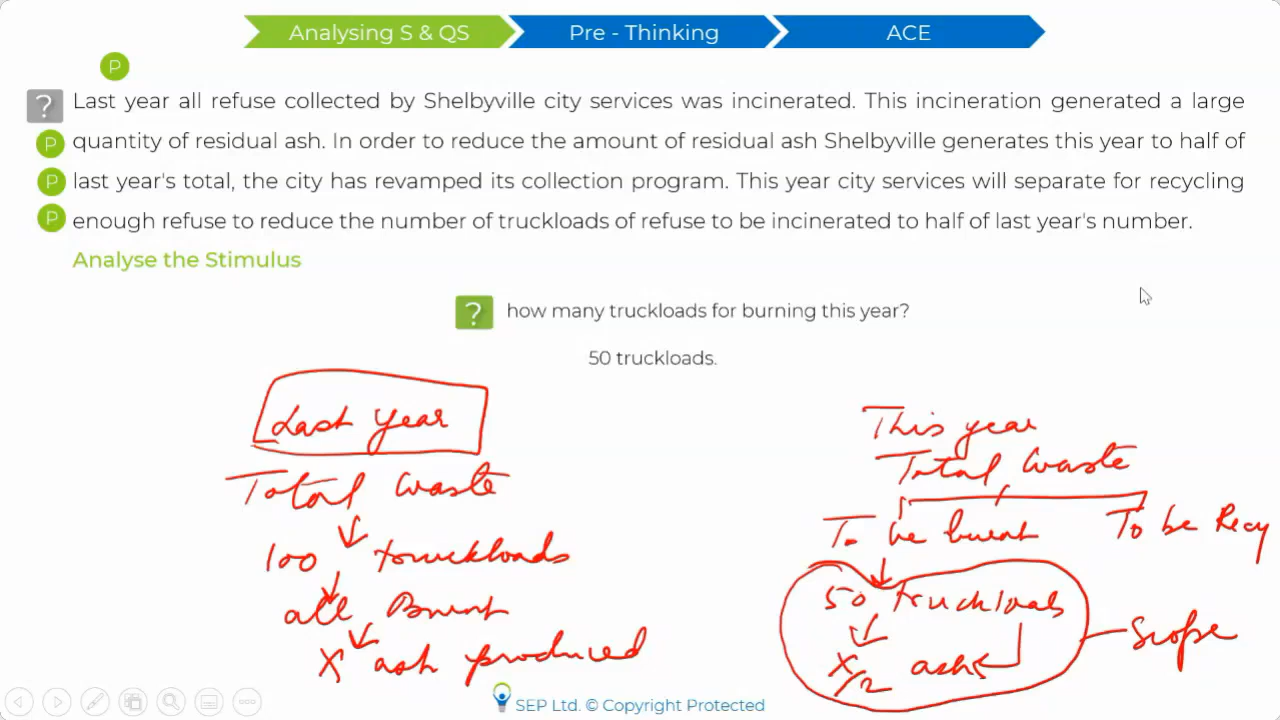 Analysing S & QS
Pre - Thinking
ACE
P
? Last year all refuse collected by Shelbyville city services was incinerated. This incineration generated a large
P quantity of residual ash. In order to reduce the amount of residual ash Shelbyville generates this year to half of
P last year's total, the city has revamped its collection program. This year city services will separate for recycling
P enough refuse to reduce the number of truckloads of refuse to be incinerated to half of last year's number.
Analyse the Stimulus
? how many truckloads for burning this year?
50 truckloads.
Last Year
Total waste
100 truckloads
all Burnt
X ash produced
This year
Total waste
To be burnt
To be Recy
50 truckloads
X/2 ash
Scope
SEP Ltd. © Copyright Protected